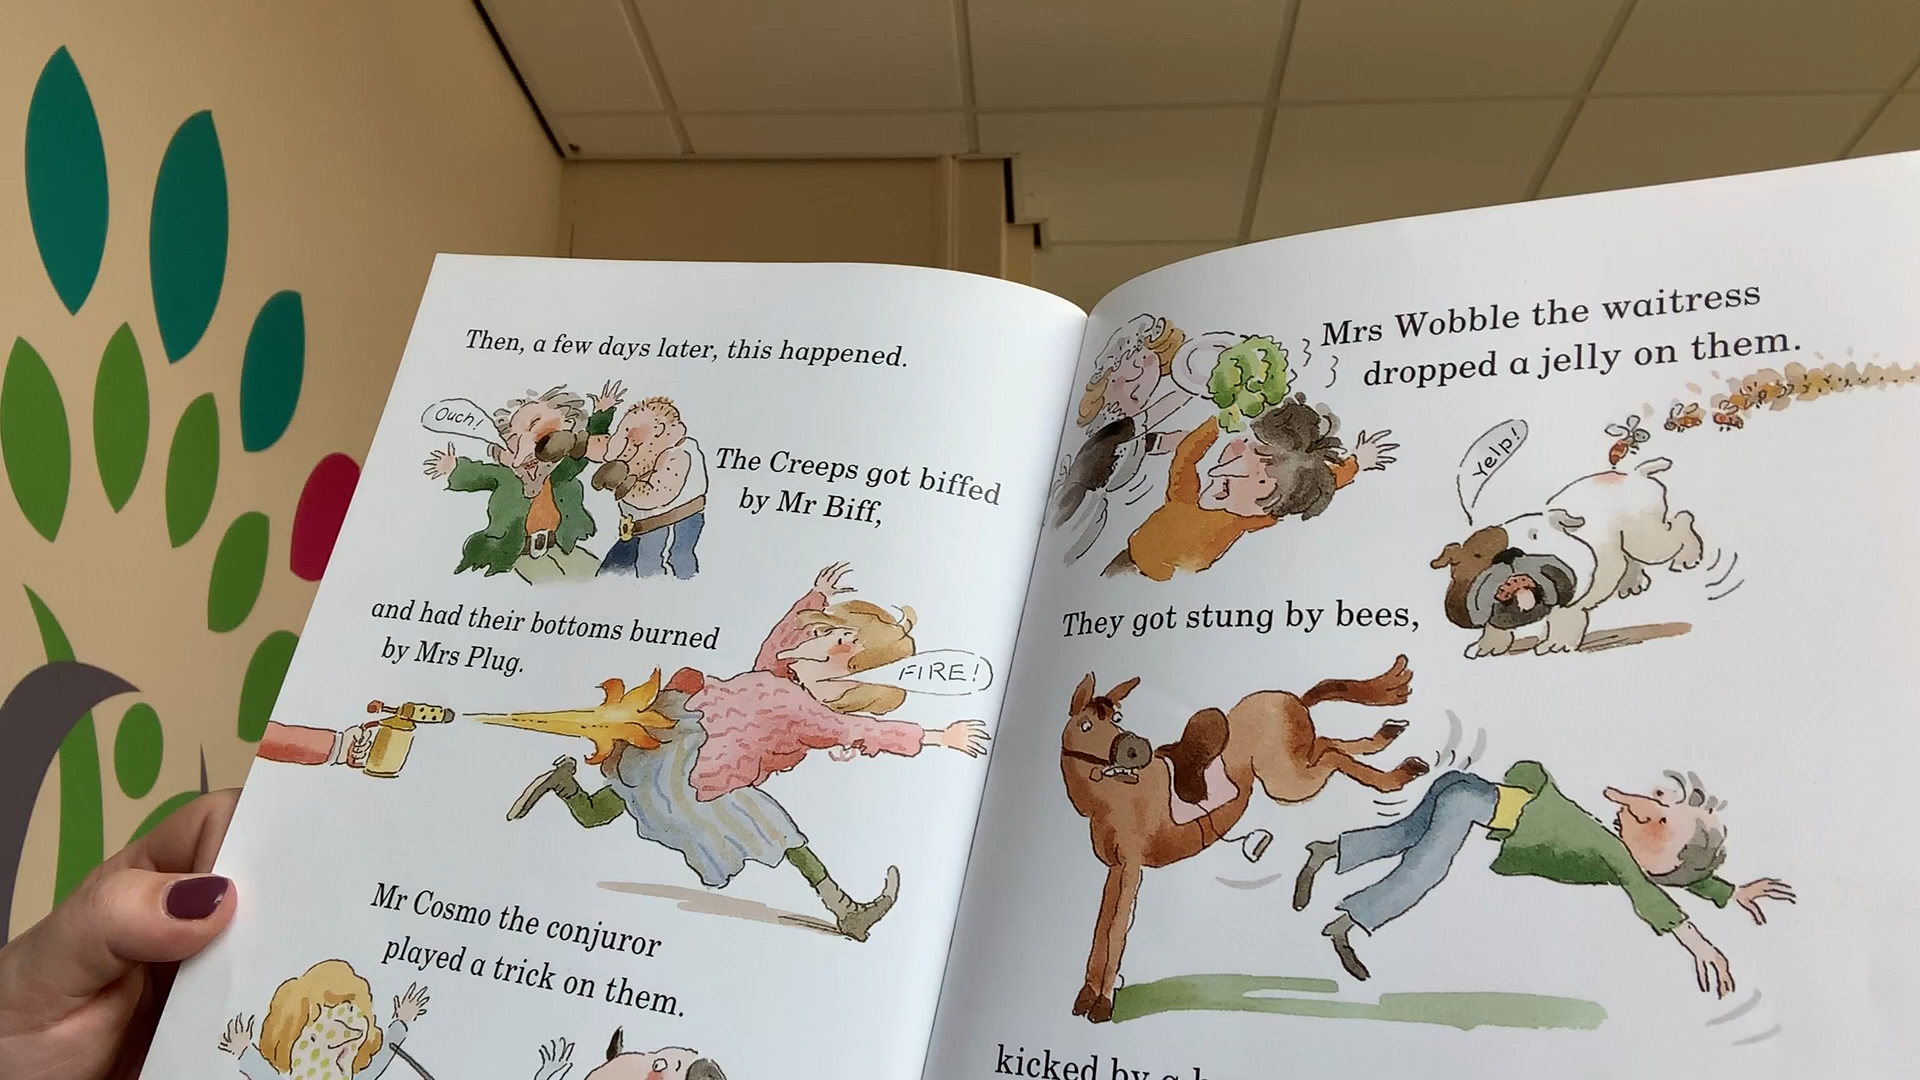 Then, a few days later, this happened.
Ouch!
The Creeps got biffed
by Mr Biff,
and had their bottoms burned
by Mrs Plug.
FIRE!
Mr Cosmo the conjuror
played a trick on them.
Mrs Wobble the waitress
dropped a jelly on them.
Yelp!
They got stung by bees,
kicked by a